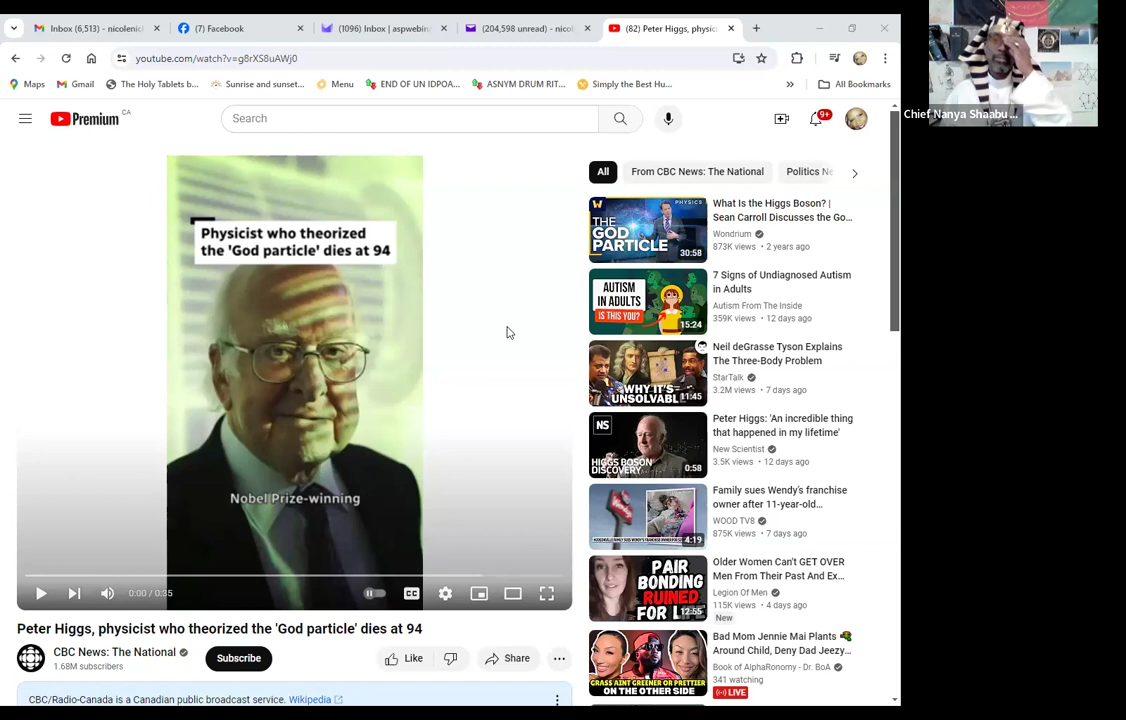 Inbox (6,513) - nicolenic
(7) Facebook
(1096) Inbox | aspwebin
(204,598 unread) - nicol
(82) Peter Higgs, physic
youtube.com/watch?v=g8rXS8uAWj0
Maps
Gmail
The Holy Tablets b...
Sunrise and sunset...
Menu
END OF UN IDPOA...
ASNYM DRUM RIT...
Simply the Best Hu...
»
All Bookmarks
Premium CA
Search
9+
Physicist who theorized
the 'God particle' dies at 94
Nobel Prize-winning
0:00 / 0:35
CC
Peter Higgs, physicist who theorized the 'God particle' dies at 94
CBC News: The National
1.68M subscribers
Subscribe
Like
Share
CBC/Radio-Canada is a Canadian public broadcast service. Wikipedia
All
From CBC News: The National
Politics Ne
PHYSICS
THE
GOD
PARTICLE
30:58
What Is the Higgs Boson? |
Sean Carroll Discusses the Go...
Wondrium
873K views • 2 years ago
AUTISM
IN ADULTS
IS THIS YOU?
15:24
7 Signs of Undiagnosed Autism
in Adults
Autism From The Inside
359K views • 12 days ago
WHY IT'S
UNSOLVABL
11:45
Neil deGrasse Tyson Explains
The Three-Body Problem
StarTalk
3.2M views • 7 days ago
NS
HIGGS BOSON
DISCOVERY
0:58
Peter Higgs: 'An incredible thing
that happened in my lifetime'
New Scientist
3.5K views • 12 days ago
4:19
Family sues Wendy's franchise
owner after 11-year-old...
WOOD TV8
875K views • 7 days ago
PAIR
BONDING
RUINED
FOR L
12:55
Older Women Can't GET OVER
Men From Their Past And Ex...
Legion Of Men
115K views • 4 days ago
New
GRASS AINT GREENER OR PRETTIER
ON THE OTHER SIDE
Bad Mom Jennie Mai Plants
Around Child, Deny Dad Jeezy...
Book of AlphaRonomy - Dr. BoA
341 watching
LIVE
Chief Nanya Shaabu ...